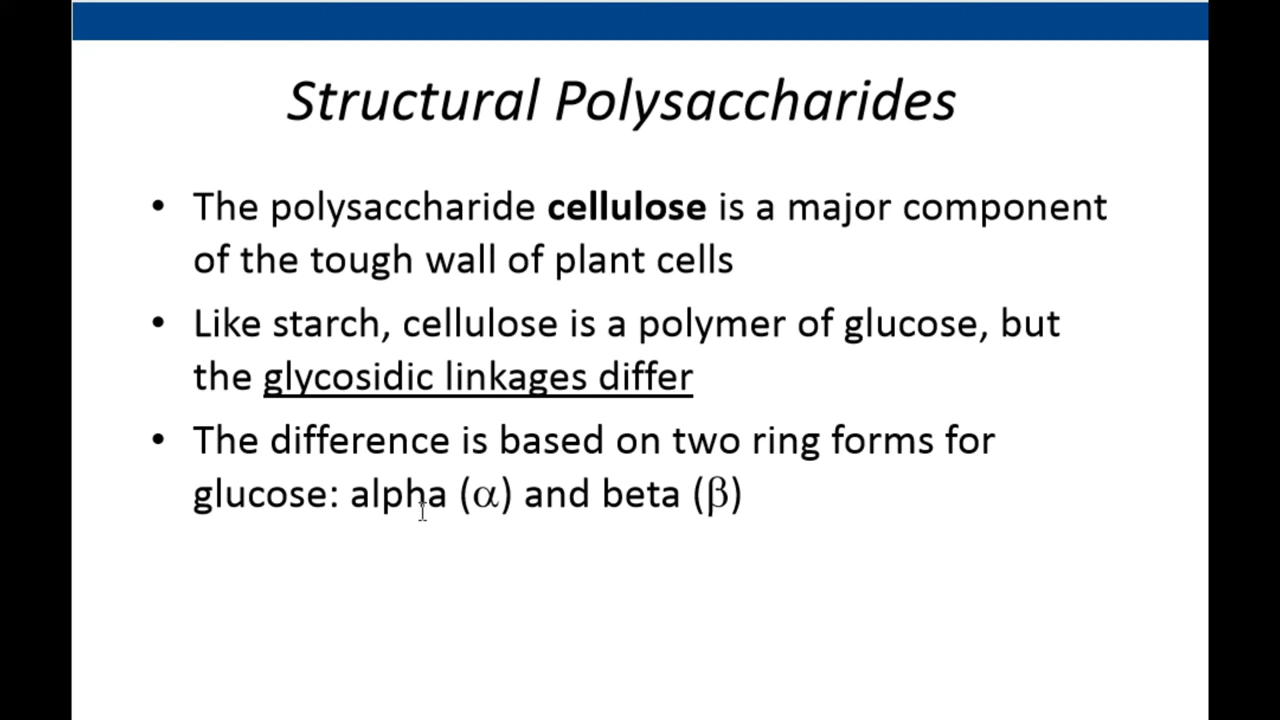 Structural Polysaccharides
• The polysaccharide cellulose is a major component
of the tough wall of plant cells
• Like starch, cellulose is a polymer of glucose, but
the glycosidic linkages differ
• The difference is based on two ring forms for
glucose: alpha (α) and beta (β)